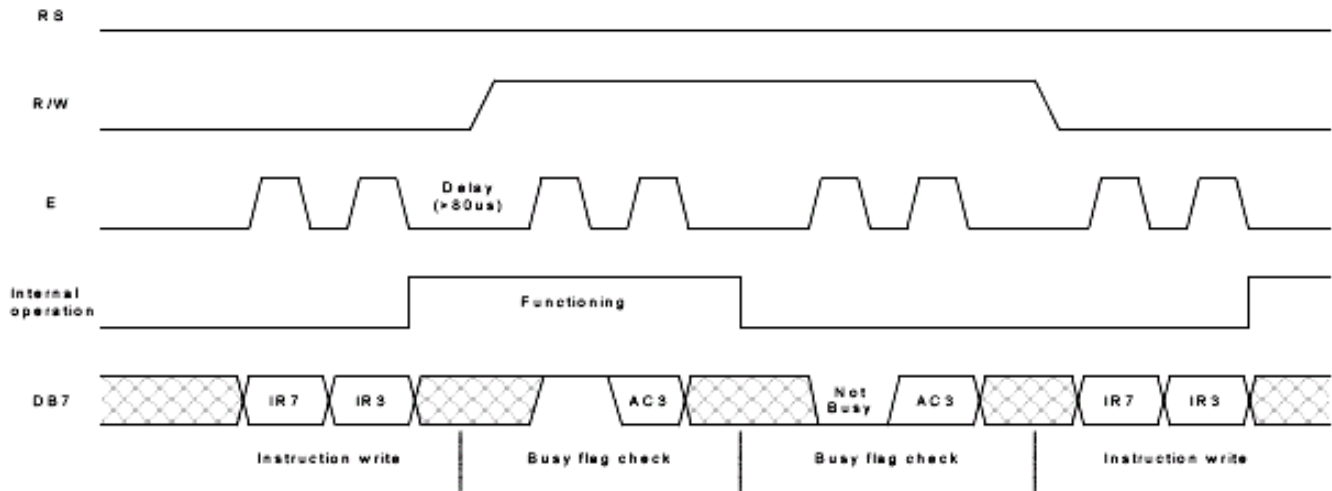 RS
R/W
E
Delay
(>80us)
Internal
operation
Functioning
DB7
IR7
IR3
AC3
Not
Busy
AC3
IR7
IR3
Instruction write
Busy flag check
Busy flag check
Instruction write